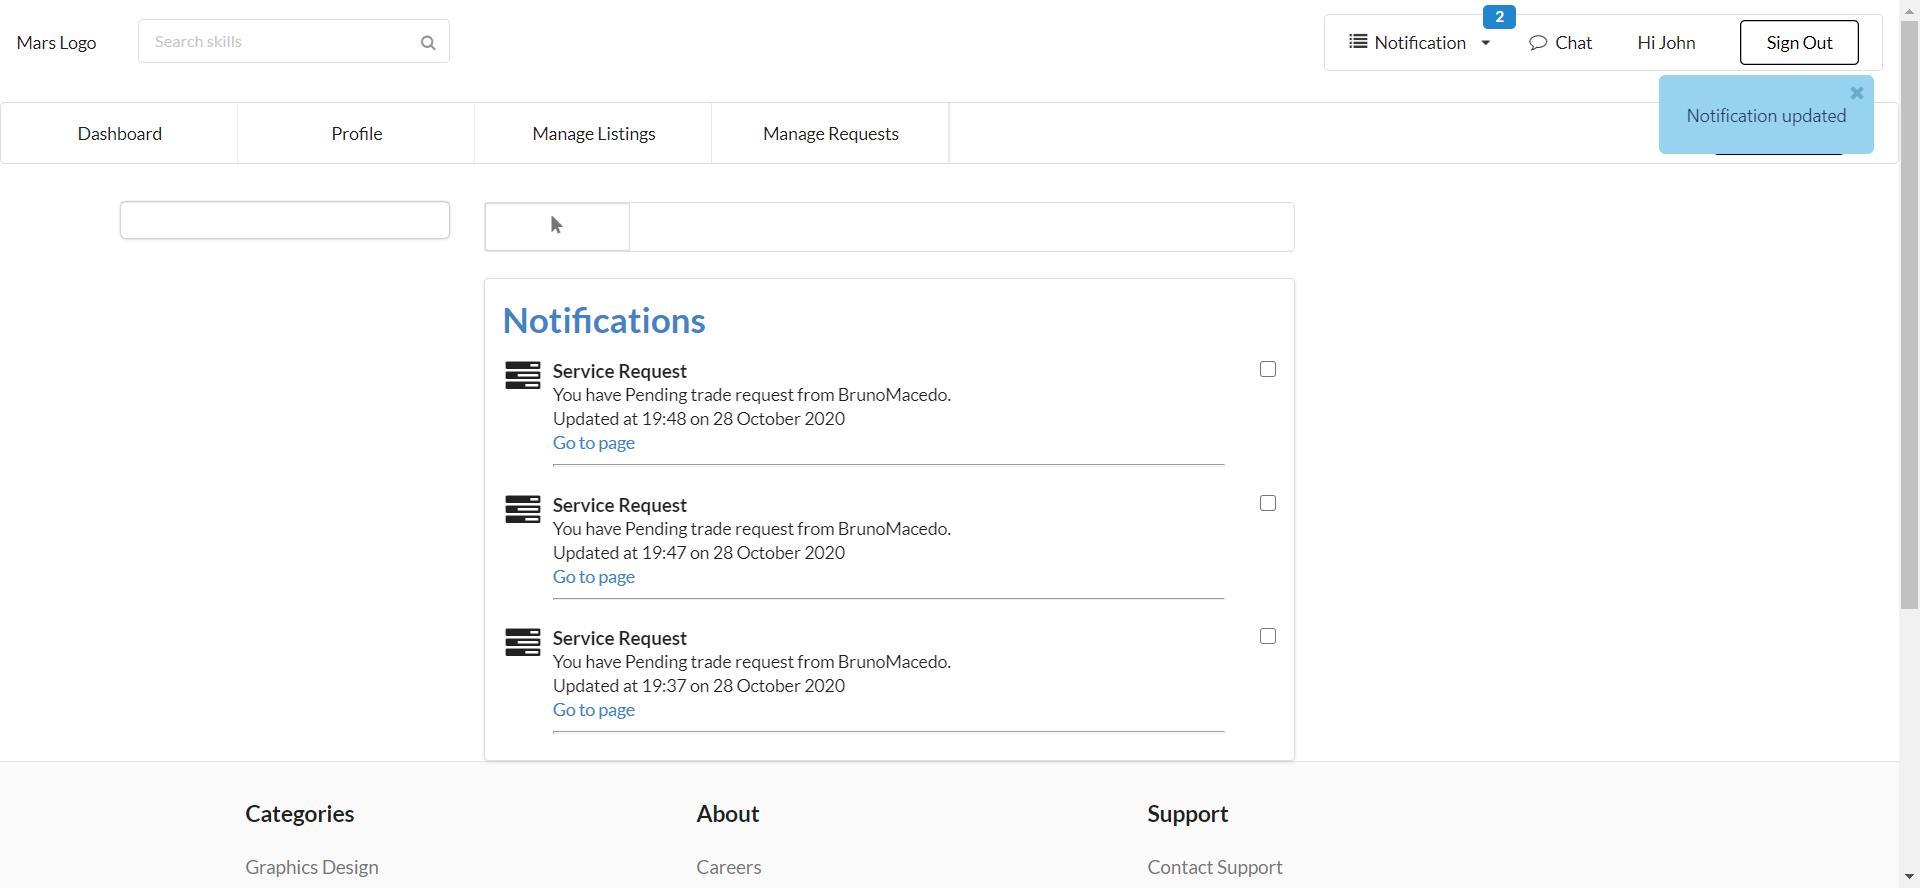 Mars Logo
Search skills
2
Notification
Chat
Hi John
Sign Out
Notification updated
Dashboard
Profile
Manage Listings
Manage Requests
Notifications
Service Request
You have Pending trade request from BrunoMacedo.
Updated at 19:48 on 28 October 2020
Go to page
Service Request
You have Pending trade request from BrunoMacedo.
Updated at 19:47 on 28 October 2020
Go to page
Service Request
You have Pending trade request from BrunoMacedo.
Updated at 19:37 on 28 October 2020
Go to page
Categories
About
Support
Graphics Design
Careers
Contact Support